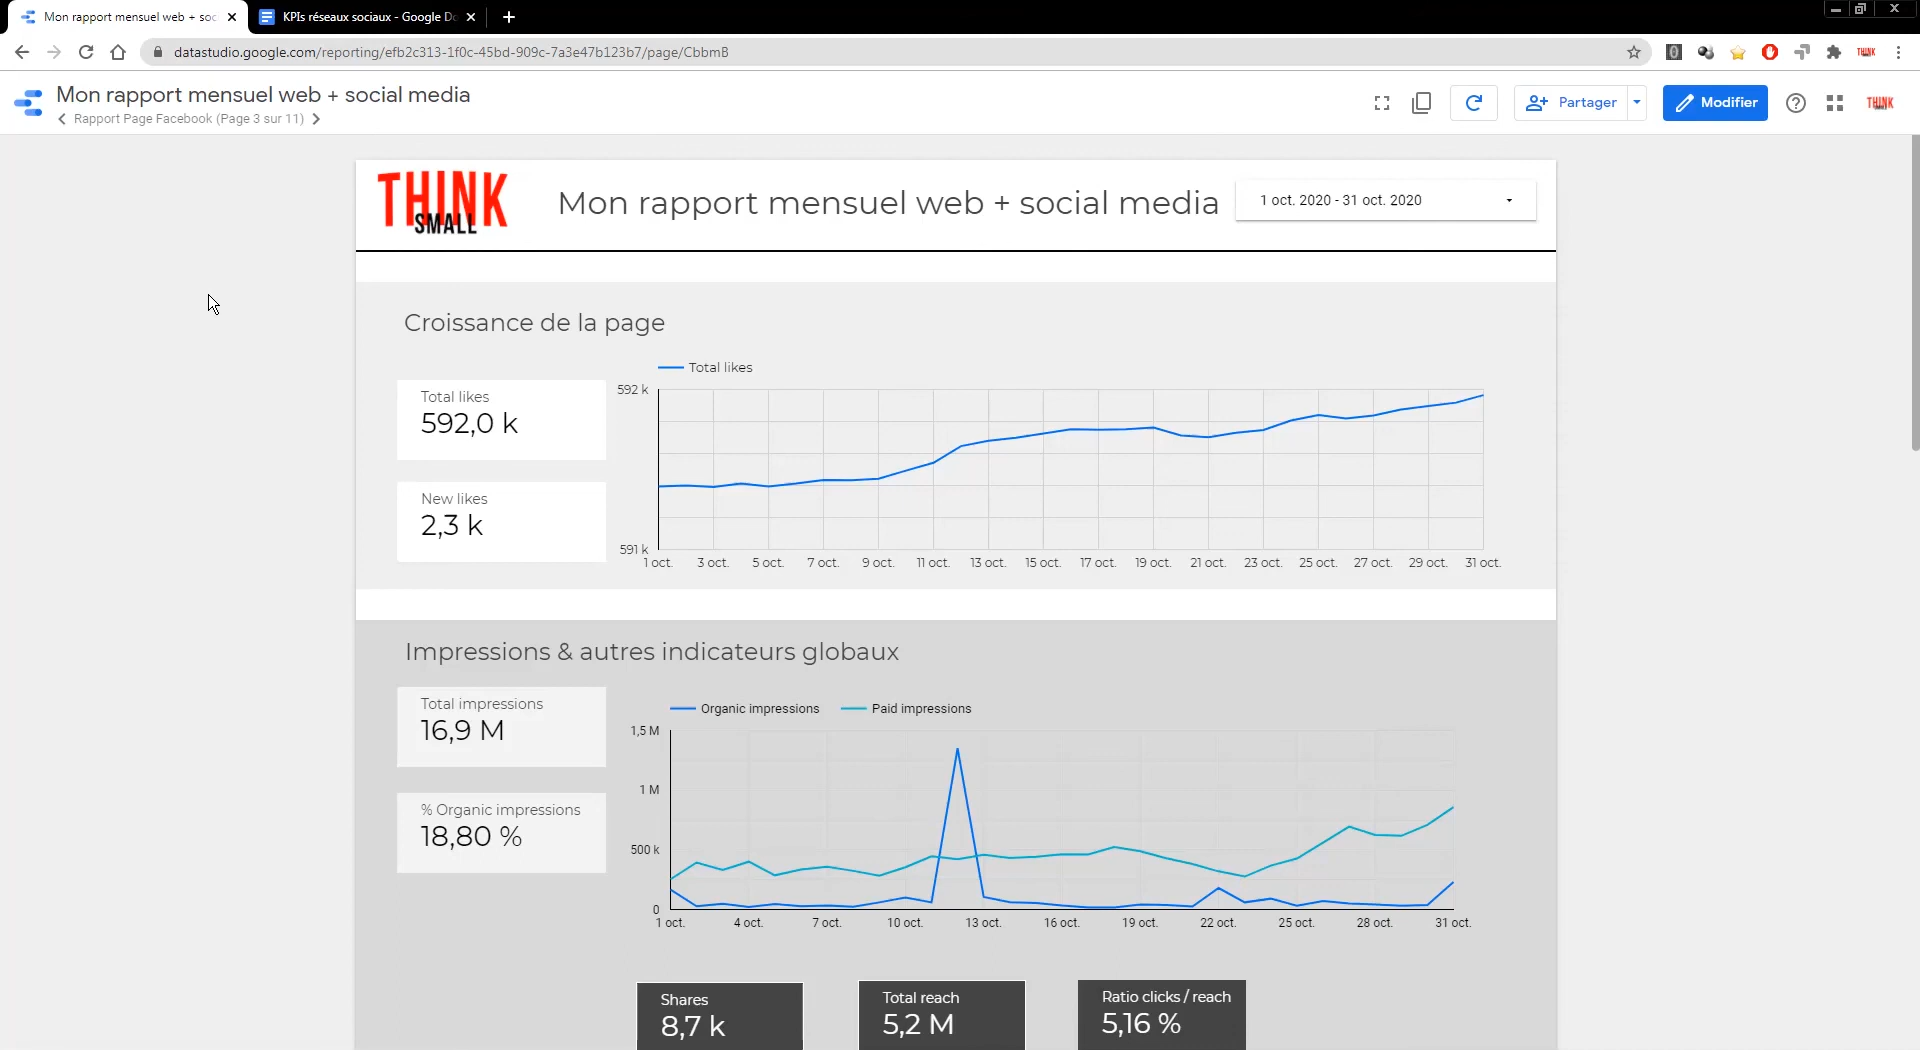 Mon rapport mensuel web + soc
KPIs réseaux sociaux - Google Do
datastudio.google.com/reporting/efb2c313-1f0c-45bd-909c-7a3e47b123b7/page/CbbmB
THINK
Mon rapport mensuel web + social media
Rapport Page Facebook (Page 3 sur 11)
Partager
Modifier
THINK
THINK
SMALL
Mon rapport mensuel web + social media
1 oct. 2020 - 31 oct. 2020
Croissance de la page
Total likes
592,0 k
New likes
2,3 k
Total likes
592 k
591 k
1 oct. 3 oct. 5 oct. 7 oct. 9 oct. 11 oct. 13 oct. 15 oct. 17 oct. 19 oct. 21 oct. 23 oct. 25 oct. 27 oct. 29 oct. 31 oct.
Impressions & autres indicateurs globaux
Total impressions
16,9 M
% Organic impressions
18,80 %
Organic impressions Paid impressions
1,5 M
1 M
500 k
0
1 oct. 4 oct. 7 oct. 10 oct. 13 oct. 16 oct. 19 oct. 22 oct. 25 oct. 28 oct. 31 oct.
Shares
8,7 k
Total reach
5,2 M
Ratio clicks / reach
5,16 %